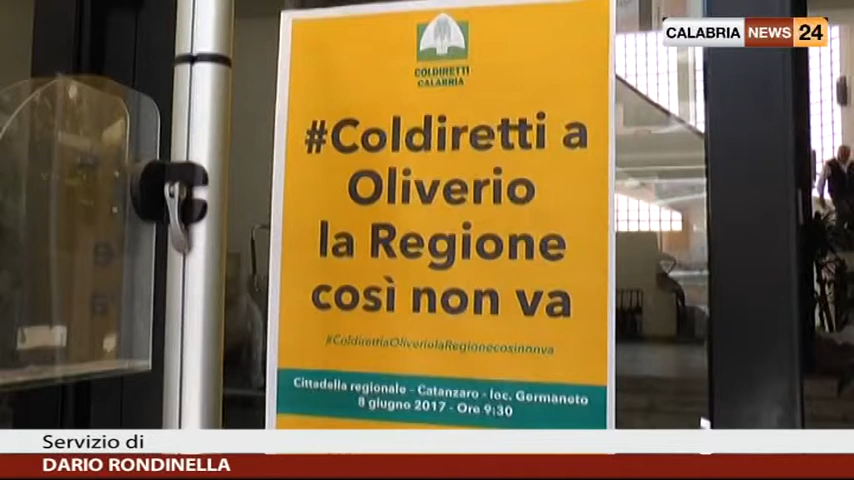 CALABRIA NEWS 24
COLDIRETTI
CALABRIA
#Coldiretti a
Oliverio
la Regione
così non va
#ColdirettiaOliveriolaRegionecosinonva
Cittadella regionale - Catanzaro - loc. Germaneto
8 giugno 2017 - Ore 9:30
Servizio di
DARIO RONDINELLA